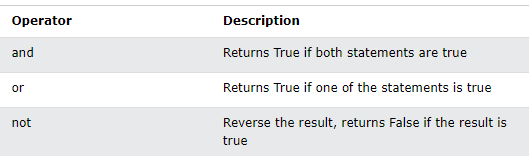 Operator Description
and Returns True if both statements are true
or Returns True if one of the statements is true
not Reverse the result, returns False if the result is
true